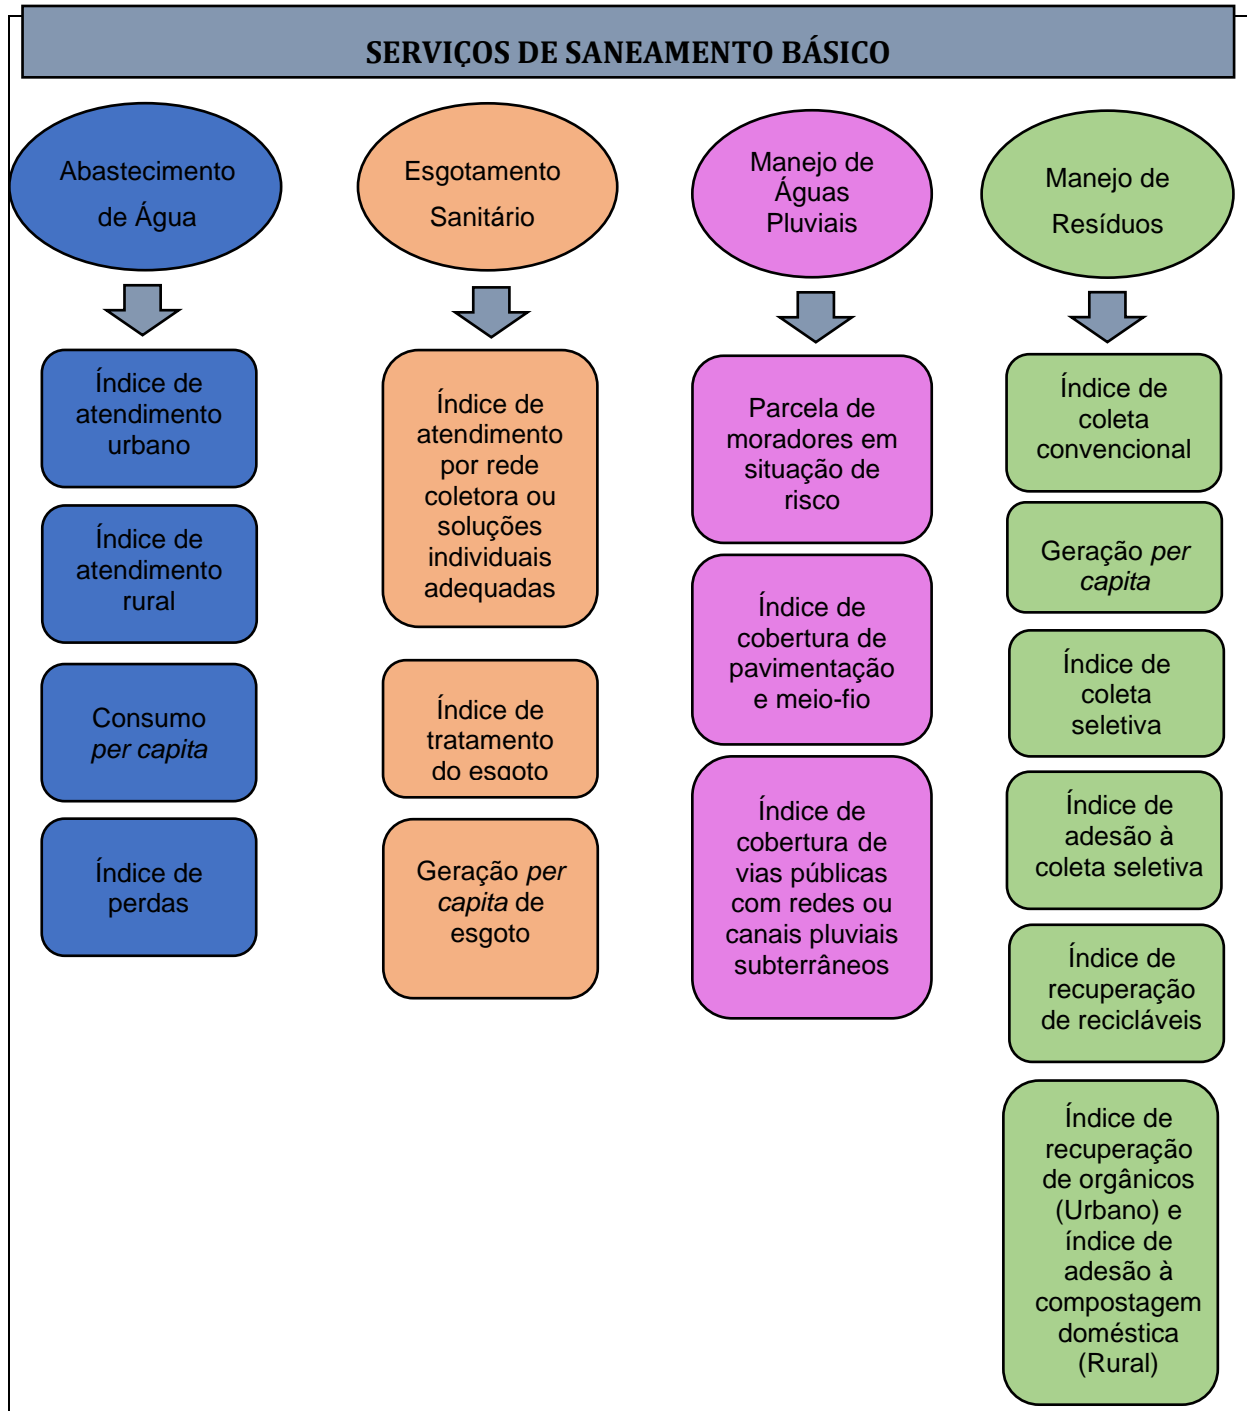 SERVIÇOS DE SANEAMENTO BÁSICO
Abastecimento
de Água
Índice de
atendimento
urbano
Índice de
atendimento
rural
Consumo
per capita
Índice de
perdas
Esgotamento
Sanitário
Índice de
atendimento
por rede
coletora ou
soluções
individuais
adequadas
Índice de
tratamento
do esgoto
Geração per
capita de
esgoto
Manejo de
Águas
Pluviais
Parcela de
moradores em
situação de
risco
Índice de
cobertura de
pavimentação
e meio-fio
Índice de
cobertura de
vias públicas
com redes ou
canais pluviais
subterrâneos
Manejo de
Resíduos
Índice de
coleta
convencional
Geração per
capita
Índice de
coleta
seletiva
Índice de
adesão à
coleta seletiva
Índice de
recuperação
de recicláveis
Índice de
recuperação
de orgânicos
(Urbano) e
índice de
adesão à
compostagem
doméstica
(Rural)